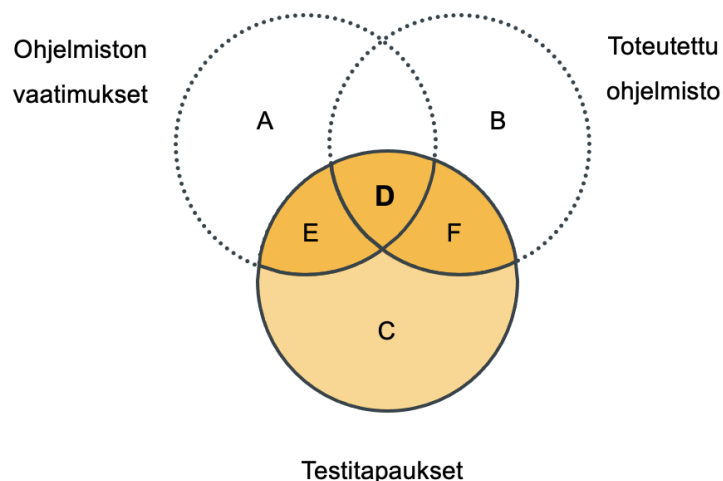 Ohjelmiston
vaatimukset
Toteutettu
ohjelmisto
A
B
D
E
F
C
Testitapaukset